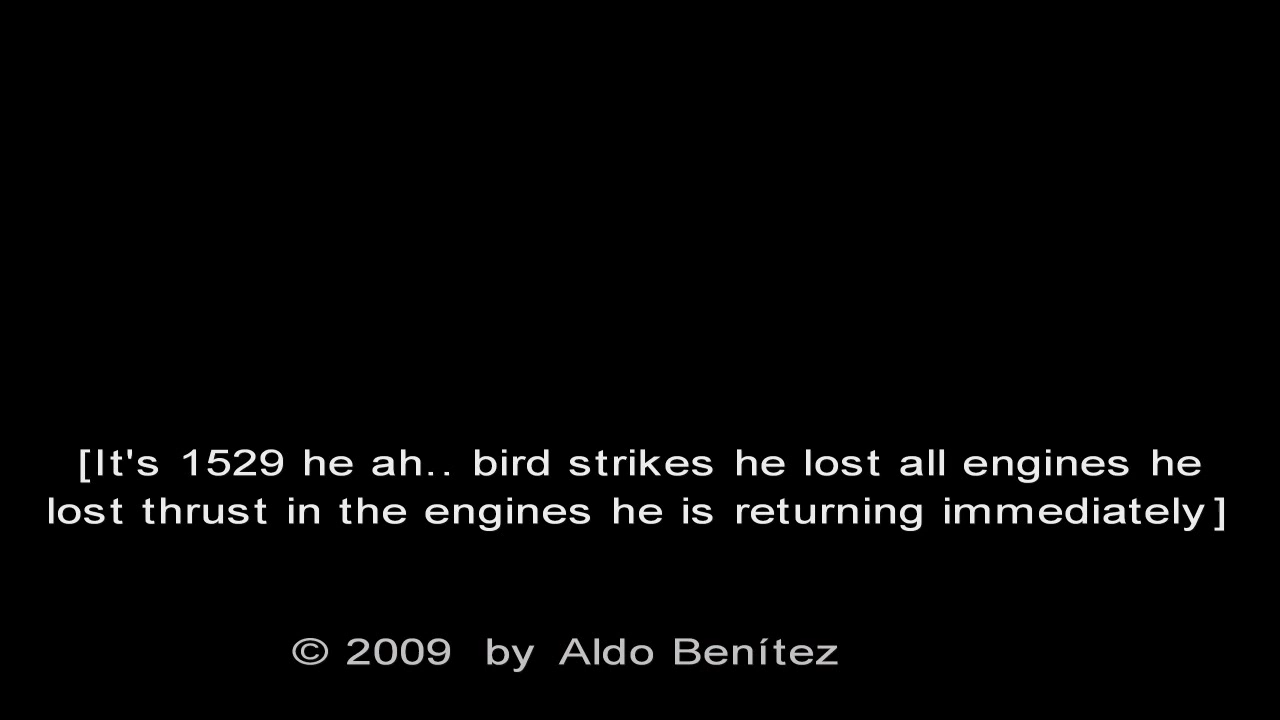 [It's 1529 he ah.. bird strikes he lost all engines he
lost thrust in the engines he is returning immediately]
© 2009 by Aldo Benítez